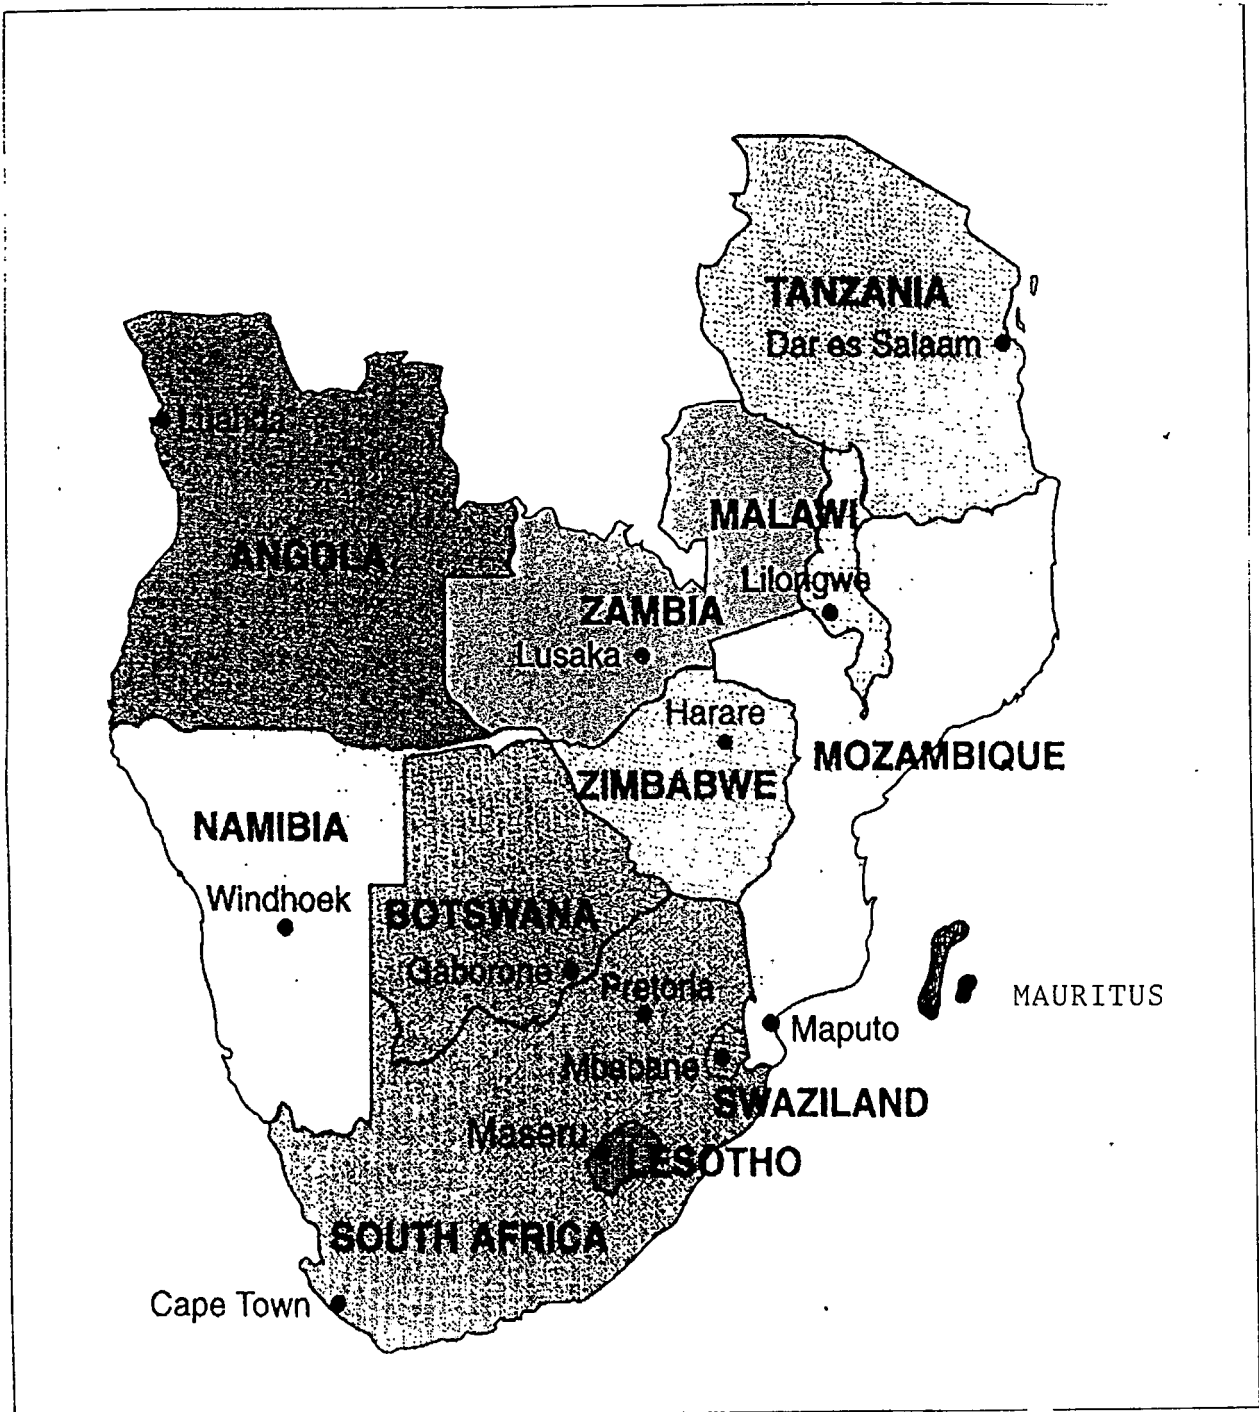 TANZANIA
Dar es Salaam
Luanda
MALAWI
ANGOLA
Lilongwe
ZAMBIA
Lusaka
Harare
MOZAMBIQUE
ZIMBABWE
NAMIBIA
Windhoek
BOTSWANA
Gaborone
Pretoria
MAURITUS
Maputo
Mbabane
SWAZILAND
Maseru
LESOTHO
SOUTH AFRICA
Cape Town